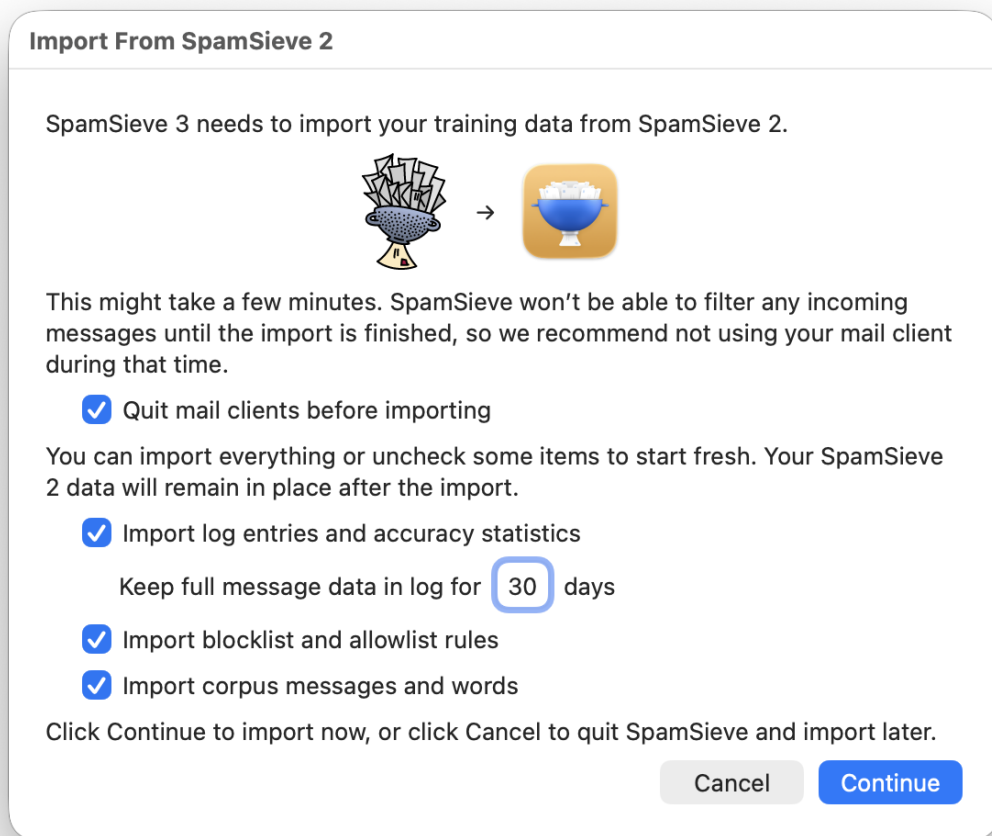 Import From SpamSieve 2
SpamSieve 3 needs to import your training data from SpamSieve 2.
→
This might take a few minutes. SpamSieve won’t be able to filter any incoming
messages until the import is finished, so we recommend not using your mail client
during that time.
Quit mail clients before importing
You can import everything or uncheck some items to start fresh. Your SpamSieve
2 data will remain in place after the import.
Import log entries and accuracy statistics
Keep full message data in log for 30 days
Import blocklist and allowlist rules
Import corpus messages and words
Click Continue to import now, or click Cancel to quit SpamSieve and import later.
Cancel Continue